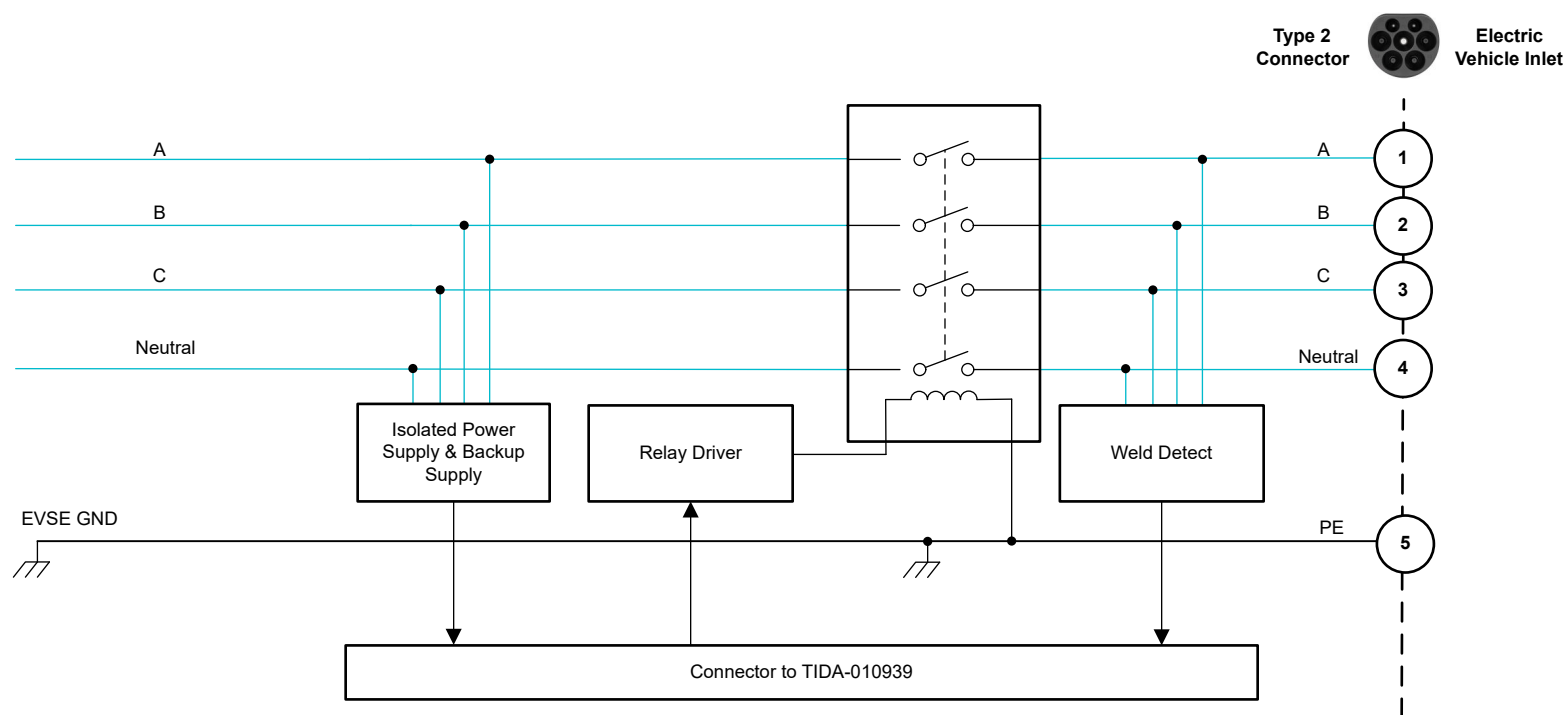 Type 2
Connector
Electric
Vehicle Inlet
A
A
1
B
B
2
C
C
3
Neutral
Neutral
4
Isolated Power
Supply & Backup
Supply
Relay Driver
Weld Detect
EVSE GND
PE
5
Connector to TIDA-010939